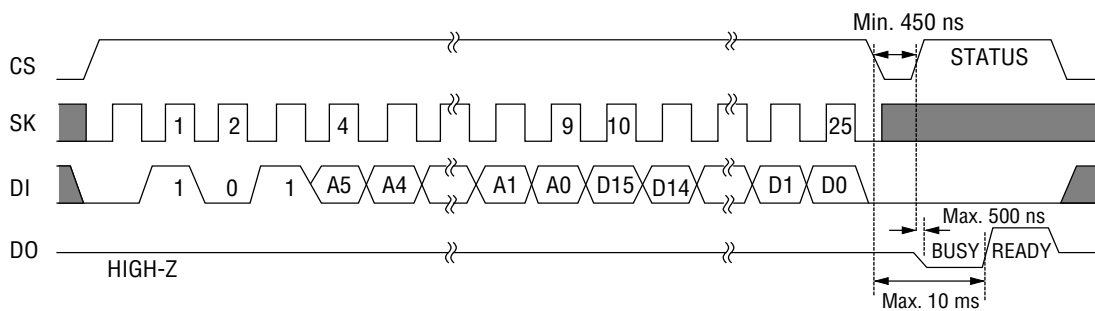 Min. 450 ns
CS STATUS
SK 1 2 4 9 10 25
DI 1 0 1 A5 A4 A1 A0 D15 D14 D1 D0
Max. 500 ns
DO BUSY READY
HIGH-Z
Max. 10 ms